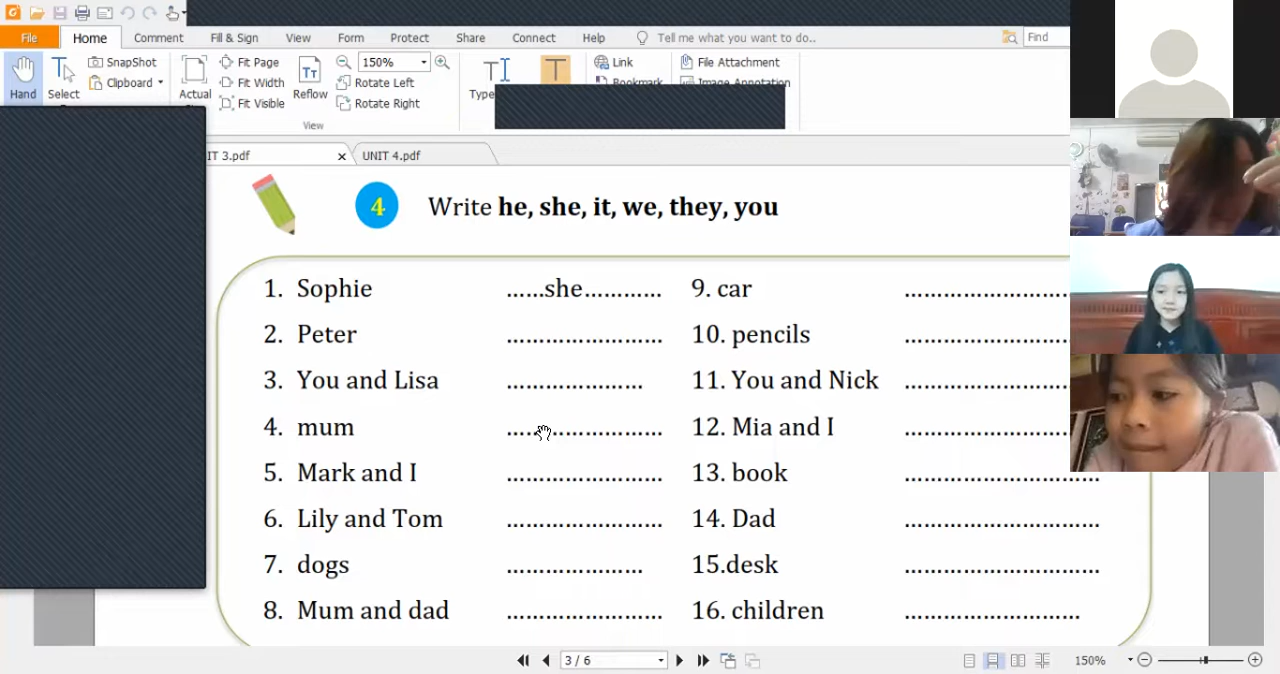 File Home Comment Fill & Sign View Form Protect Share Connect Help Tell me what you want to do.. Find
SnapShot Fit Page 150% Link File Attachment
Clipboard Fit Width Rotate Left Bookmark Image Annotation
Hand Select Actual Fit Visible Reflow Rotate Right
View
3.pdf UNIT 4.pdf
4 Write he, she, it, we, they, you
1. Sophie ......she............ 9. car ..........................
2. Peter ........................ 10. pencils ..........................
3. You and Lisa ..................... 11. You and Nick ..........................
4. mum ........................ 12. Mia and I ..........................
5. Mark and I ........................ 13. book ..............................
6. Lily and Tom ........................ 14. Dad ..............................
7. dogs ..................... 15.desk ..............................
8. Mum and dad ........................ 16. children ...........................
3 / 6 150%